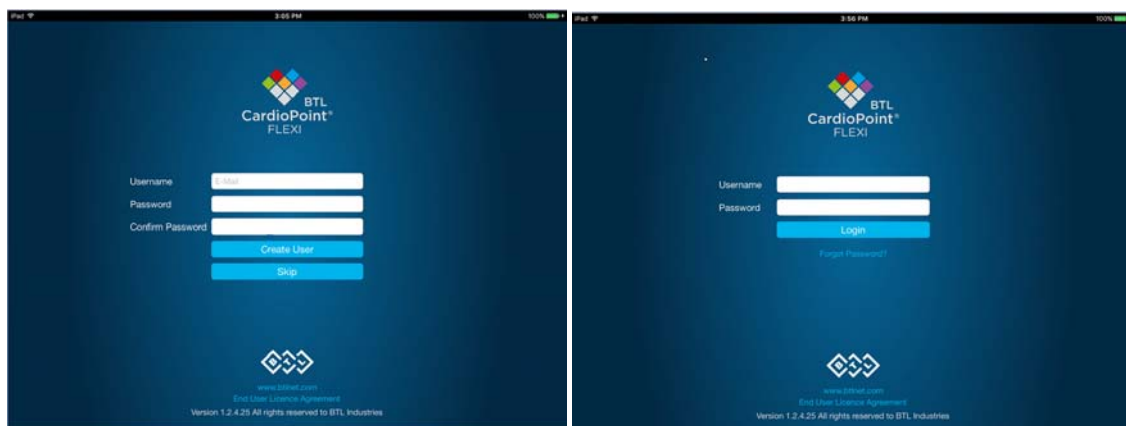 iPad 3:05 PM 100%
BTL
CardioPoint®
FLEXI
Username E-Mail
Password
Confirm Password
Create User
Skip
www.btlnet.com
End User Licence Agreement
Version 1.2.4.25 All rights reserved to BTL Industries
iPad 3:56 PM 100%
BTL
CardioPoint®
FLEXI
Username
Password
Login
Forgot Password?
www.btlnet.com
End User Licence Agreement
Version 1.2.4.25 All rights reserved to BTL Industries